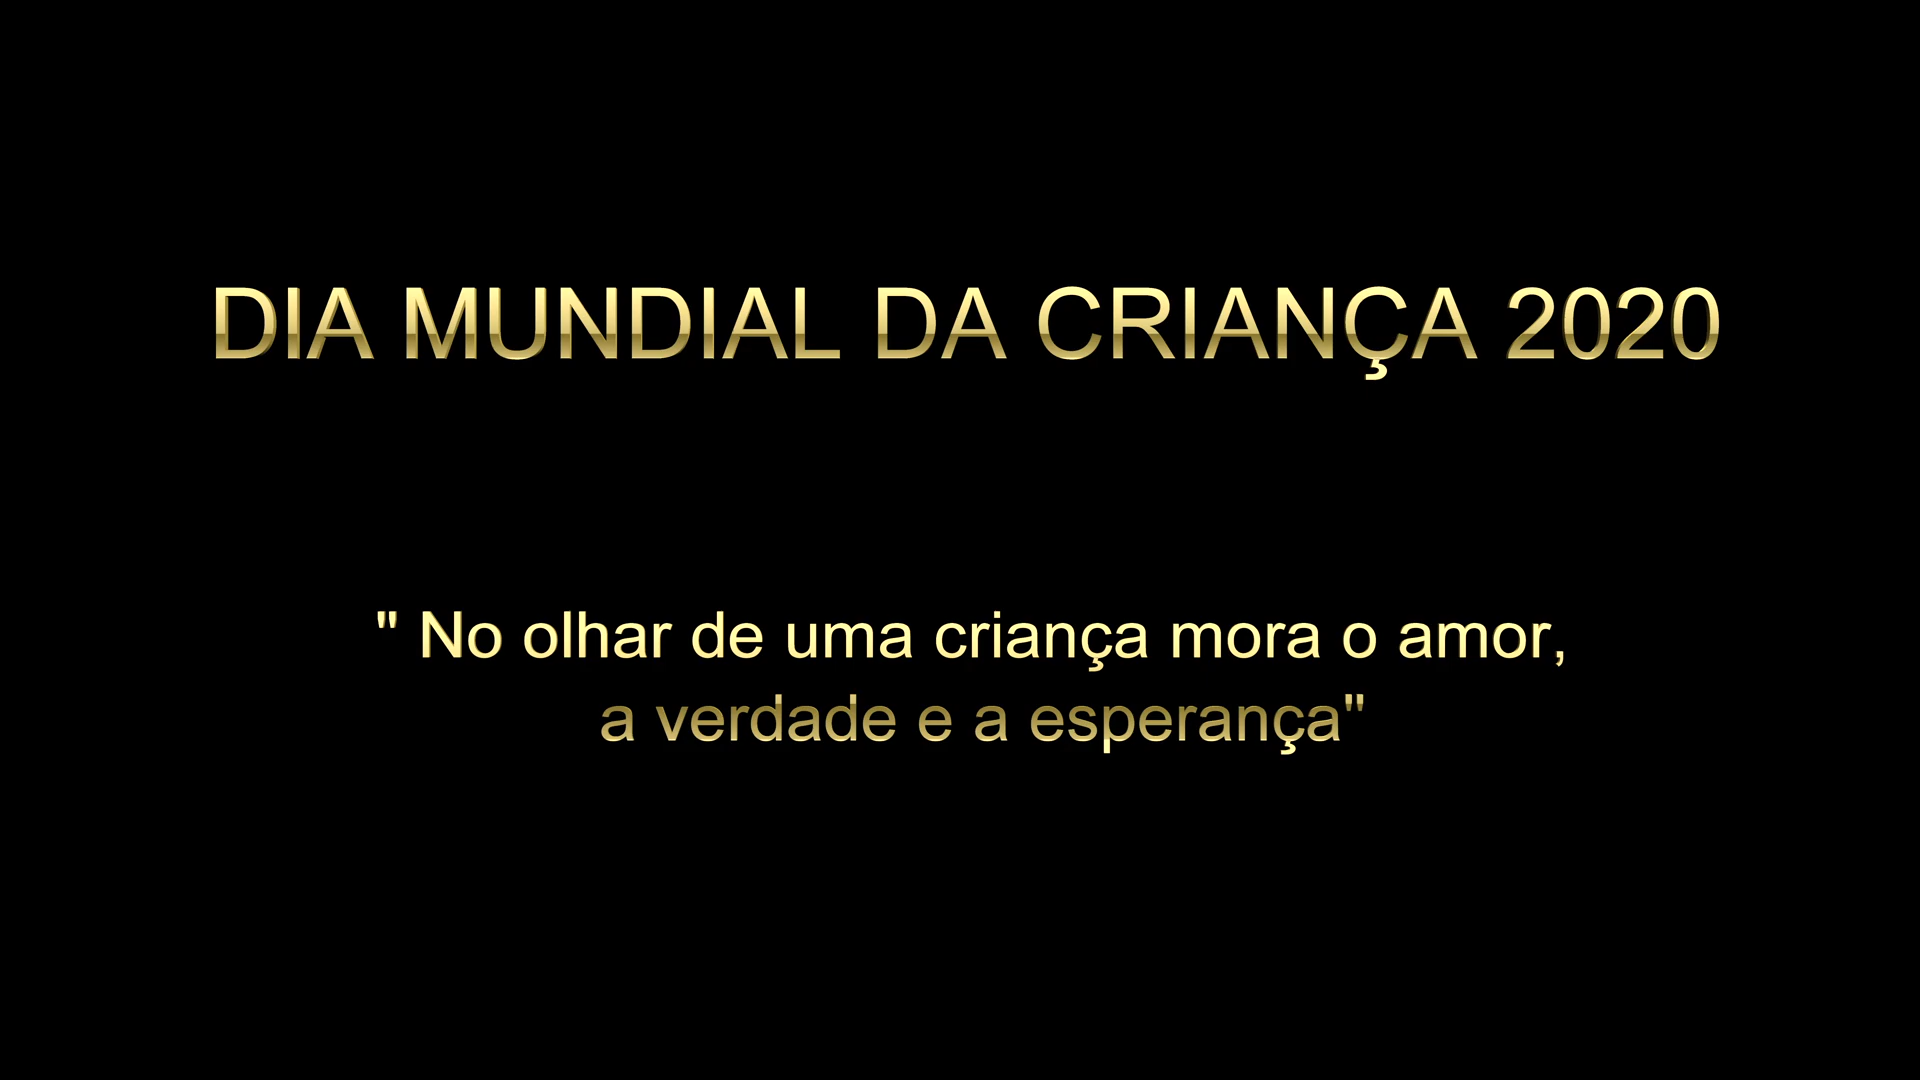 DIA MUNDIAL DA CRIANÇA 2020
" No olhar de uma criança mora o amor,
a verdade e a esperança"